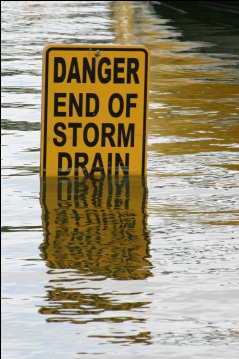 DANGER
END OF
STORM
DRAIN